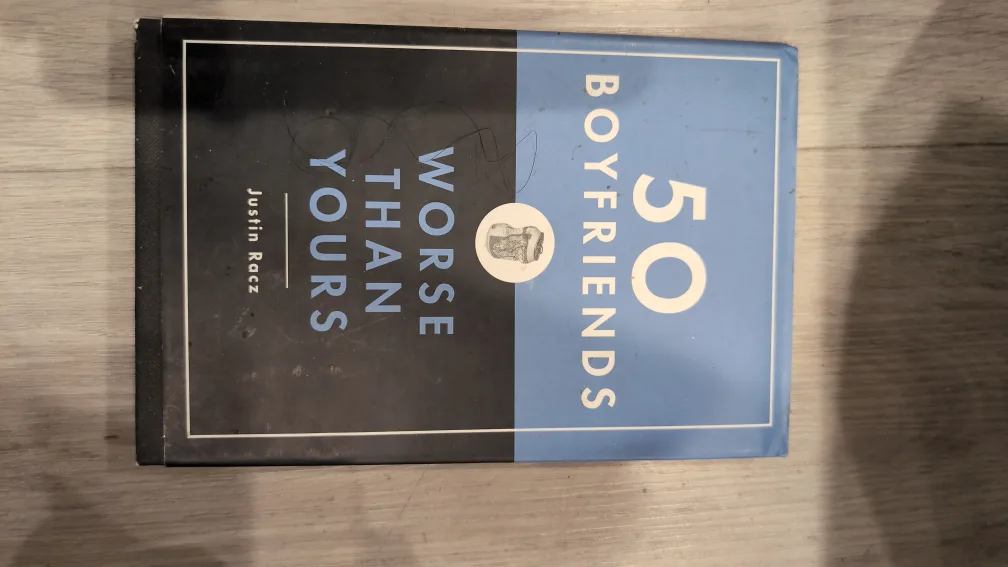 50
BOYFRIENDS
WORSE
THAN
YOURS
Justin Racz